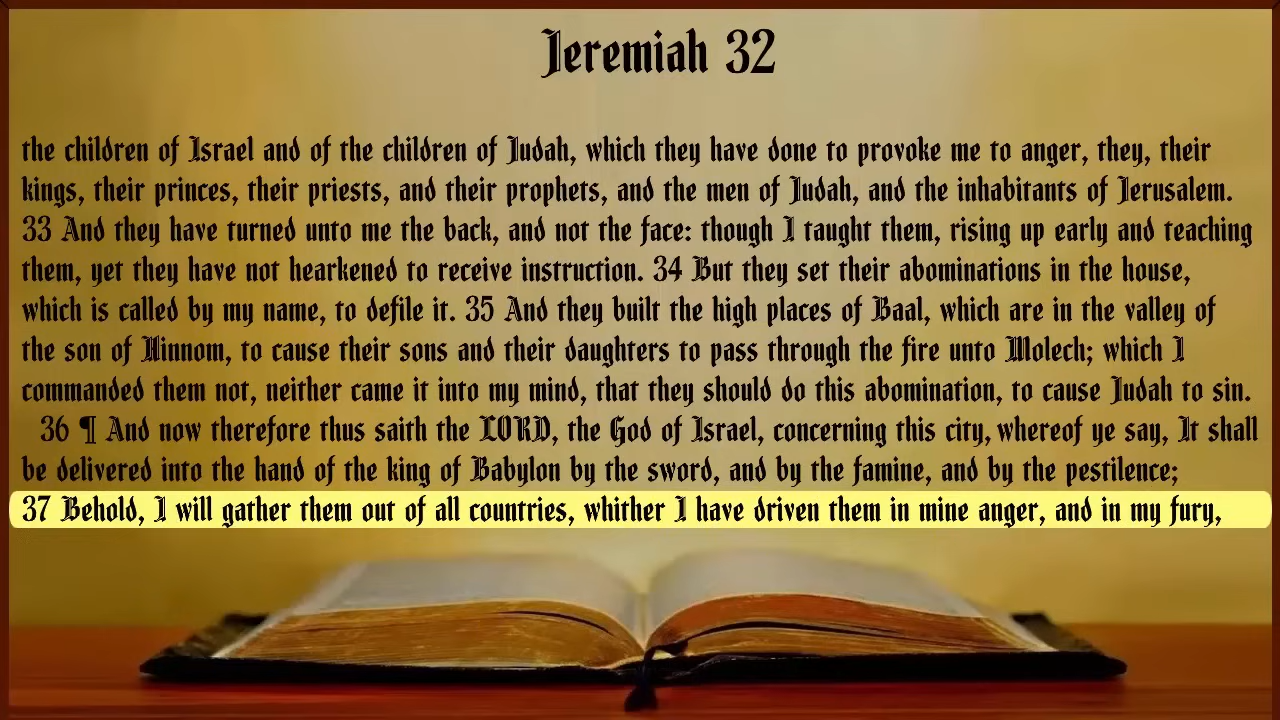 Jeremiah 32
the children of Israel and of the children of Judah, which they have done to provoke me to anger, they, their
kings, their princes, their priests, and their prophets, and the men of Judah, and the inhabitants of Jerusalem.
33 And they have turned unto me the back, and not the face: though I taught them, rising up early and teaching
them, yet they have not hearkened to receive instruction. 34 But they set their abominations in the house,
which is called by my name, to defile it. 35 And they built the high places of Baal, which are in the valley of
the son of Hinnom, to cause their sons and their daughters to pass through the fire unto Molech; which I
commanded them not, neither came it into my mind, that they should do this abomination, to cause Judah to sin.
36 ¶ And now therefore thus saith the LORD, the God of Israel, concerning this city, whereof ye say, It shall
be delivered into the hand of the king of Babylon by the sword, and by the famine, and by the pestilence;
37 Behold, I will gather them out of all countries, whither I have driven them in mine anger, and in my fury,